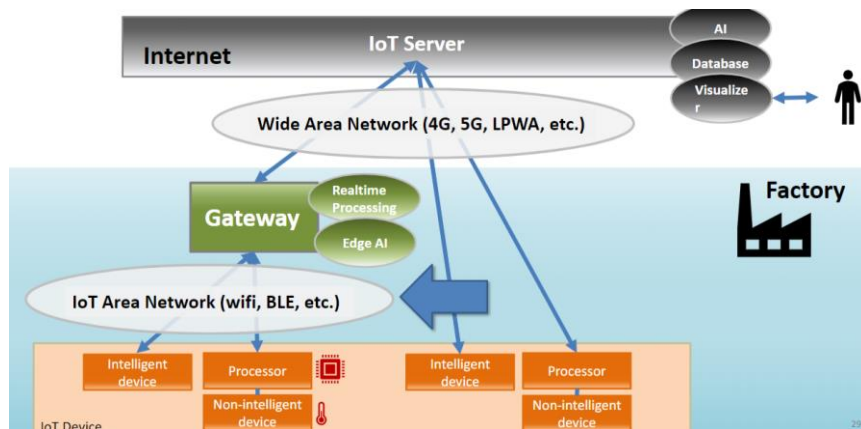 IoT Server
Internet
AI
Database
Visualize
r
Wide Area Network (4G, 5G, LPWA, etc.)
Factory
Realtime
Processing
Gateway
Edge AI
IoT Area Network (wifi, BLE, etc.)
Intelligent
device
Processor
Intelligent
device
Processor
Non-intelligent
device
Non-intelligent
device
IoT Device